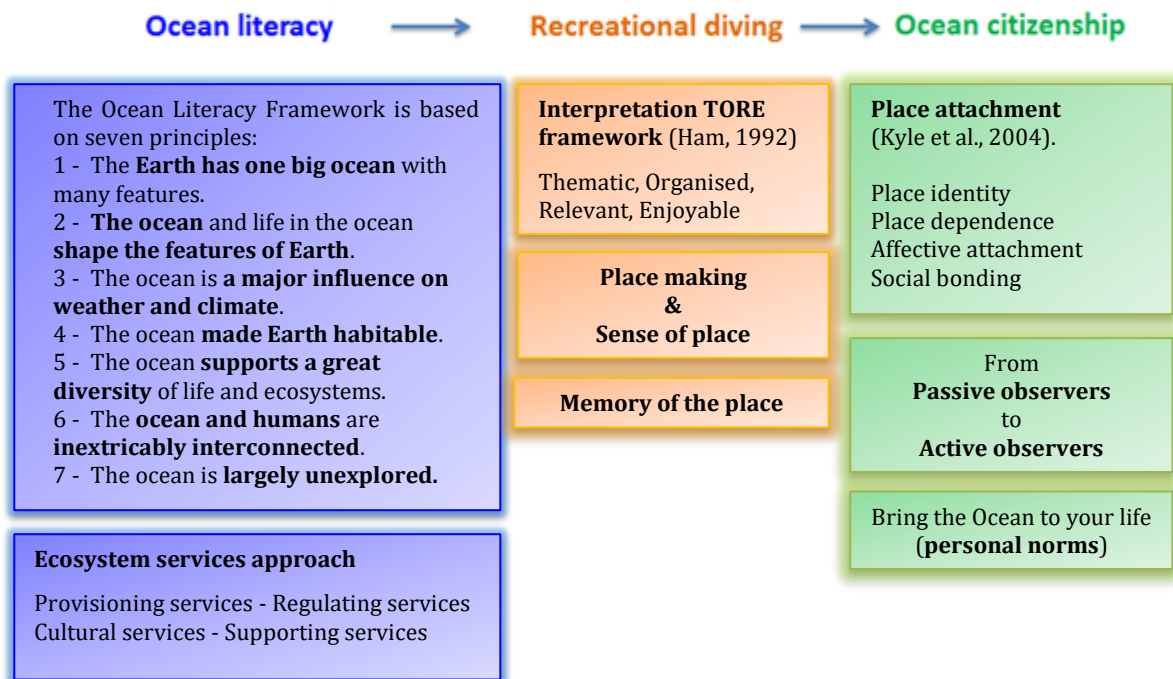 Ocean literacy
Recreational diving
Ocean citizenship
The Ocean Literacy Framework is based
on seven principles:
1 - The Earth has one big ocean with
many features.
2 - The ocean and life in the ocean
shape the features of Earth.
3 - The ocean is a major influence on
weather and climate.
4 - The ocean made Earth habitable.
5 - The ocean supports a great
diversity of life and ecosystems.
6 - The ocean and humans are
inextricably interconnected.
7 - The ocean is largely unexplored.
Ecosystem services approach
Provisioning services - Regulating services
Cultural services - Supporting services
Interpretation TORE
framework (Ham, 1992)
Thematic, Organised,
Relevant, Enjoyable
Place making
&
Sense of place
Memory of the place
Place attachment
(Kyle et al., 2004).
Place identity
Place dependence
Affective attachment
Social bonding
From
Passive observers
to
Active observers
Bring the Ocean to your life
(personal norms)